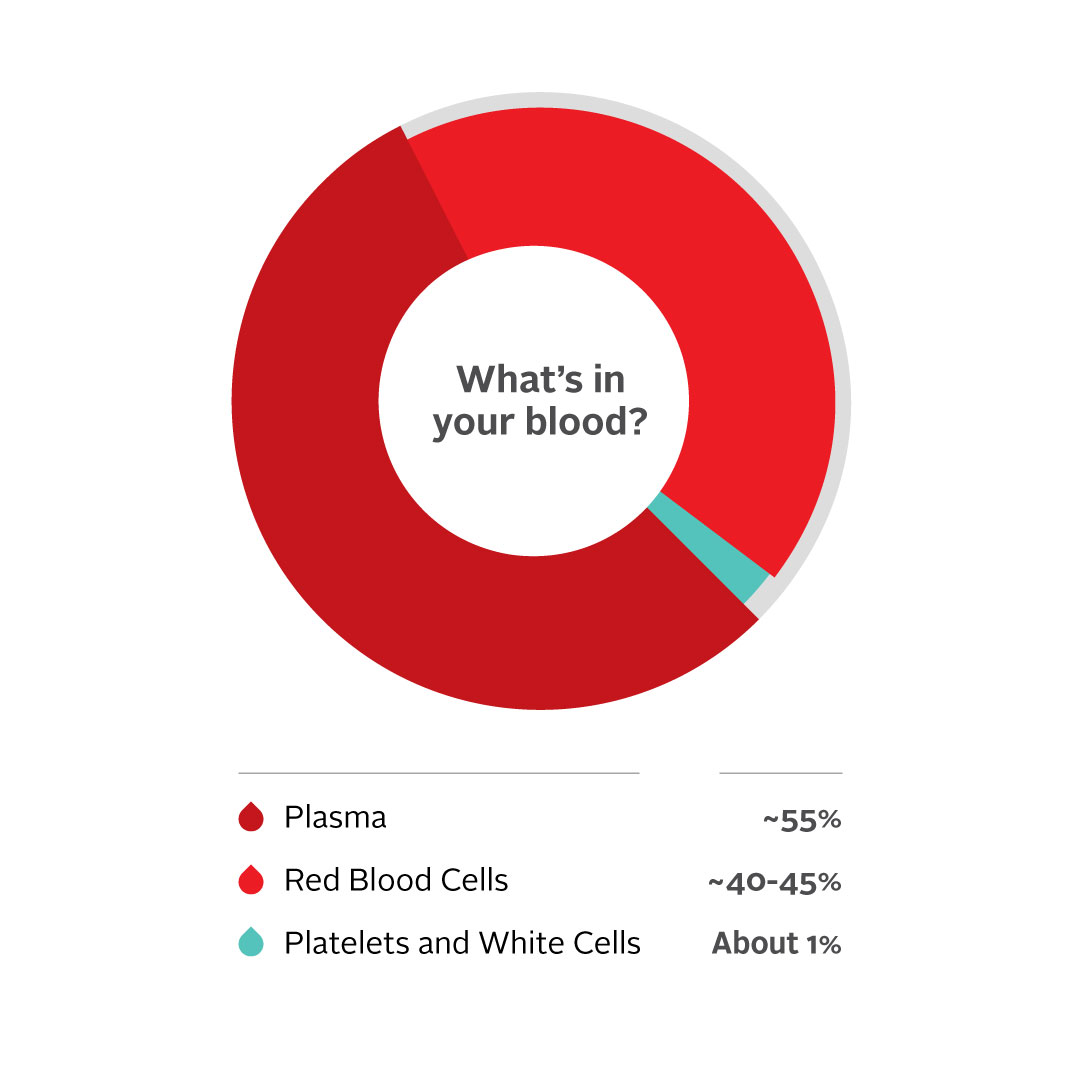 What’s in
your blood?
Plasma ~55%
Red Blood Cells ~40-45%
Platelets and White Cells About 1%